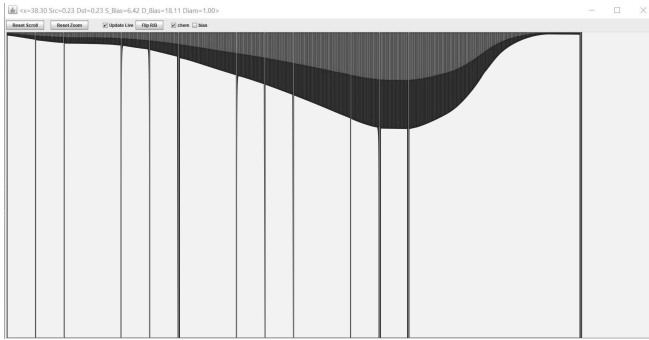 <x=38.30 Src=0.23 Dst=0.23 S_Bias=6.42 D_Bias=18.11 Diam=1.00>
Reset Scroll Reset Zoom Update Live Flip R/S chem bias